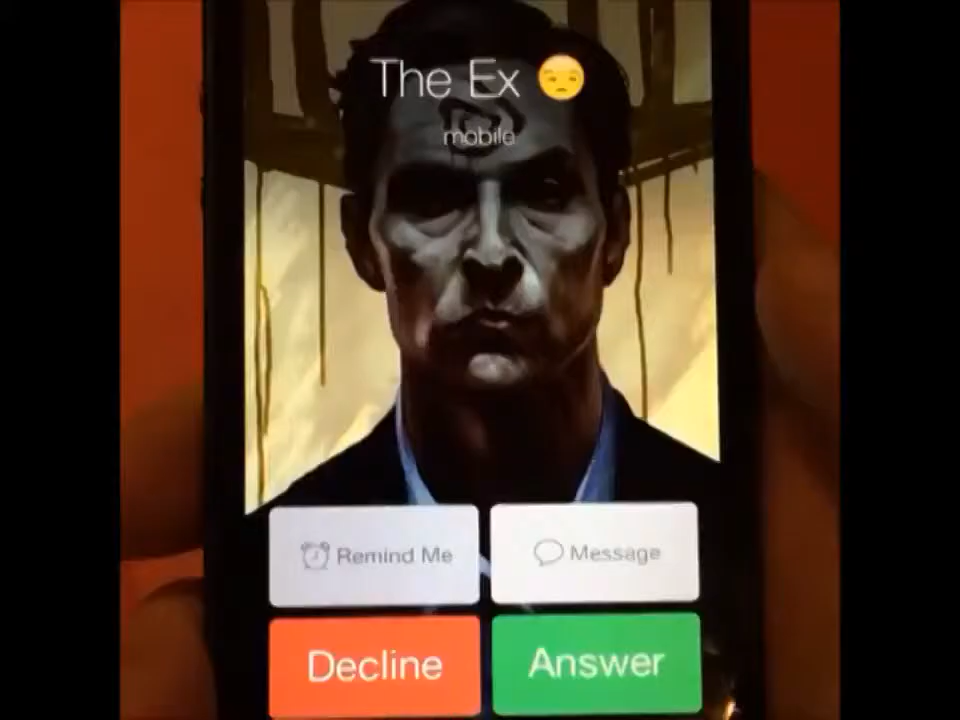 The Ex 😒
mobile
Remind Me
Message
Decline
Answer